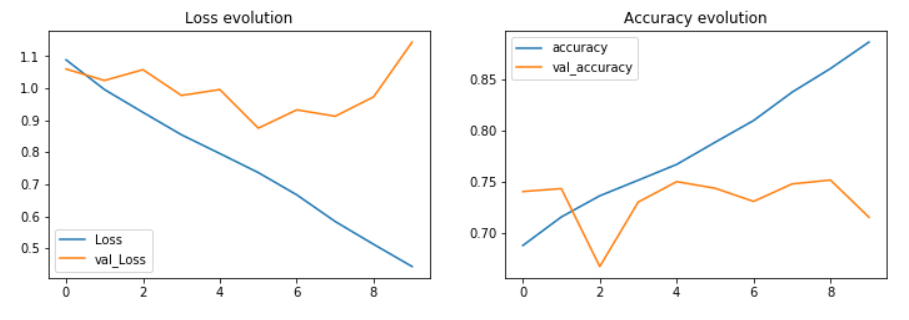 Loss evolution
1.1
1.0
0.9
0.8
0.7
0.6
0.5
Loss
val_Loss
0 2 4 6 8
Accuracy evolution
accuracy
val_accuracy
0.85
0.80
0.75
0.70
0 2 4 6 8